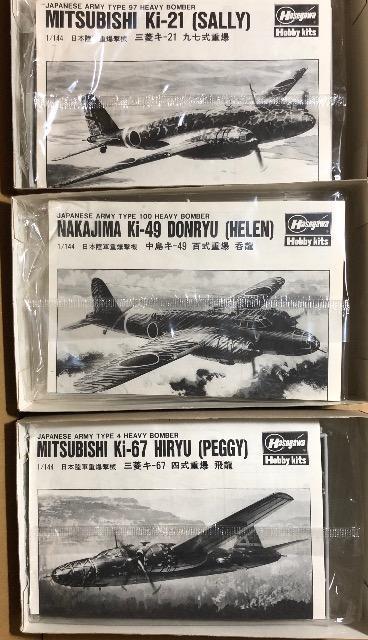 JAPANESE ARMY TYPE 97 HEAVY BOMBER
MITSUBISHI Ki-21 (SALLY)
1/144 日本陸軍重爆撃機 三菱キ-21 九七式重爆
Hasegawa
Hobby kits
JAPANESE ARMY TYPE 100 HEAVY BOMBER
NAKAJIMA Ki-49 DONRYU (HELEN)
1/144 日本陸軍重爆撃機 中島キ-49 百式重爆 呑龍
Hasegawa
Hobby kits
JAPANESE ARMY TYPE 4 HEAVY BOMBER
MITSUBISHI Ki-67 HIRYU (PEGGY)
1/144 日本陸軍重爆撃機 三菱キ-67 四式重爆 飛龍
Hasegawa
Hobby kits